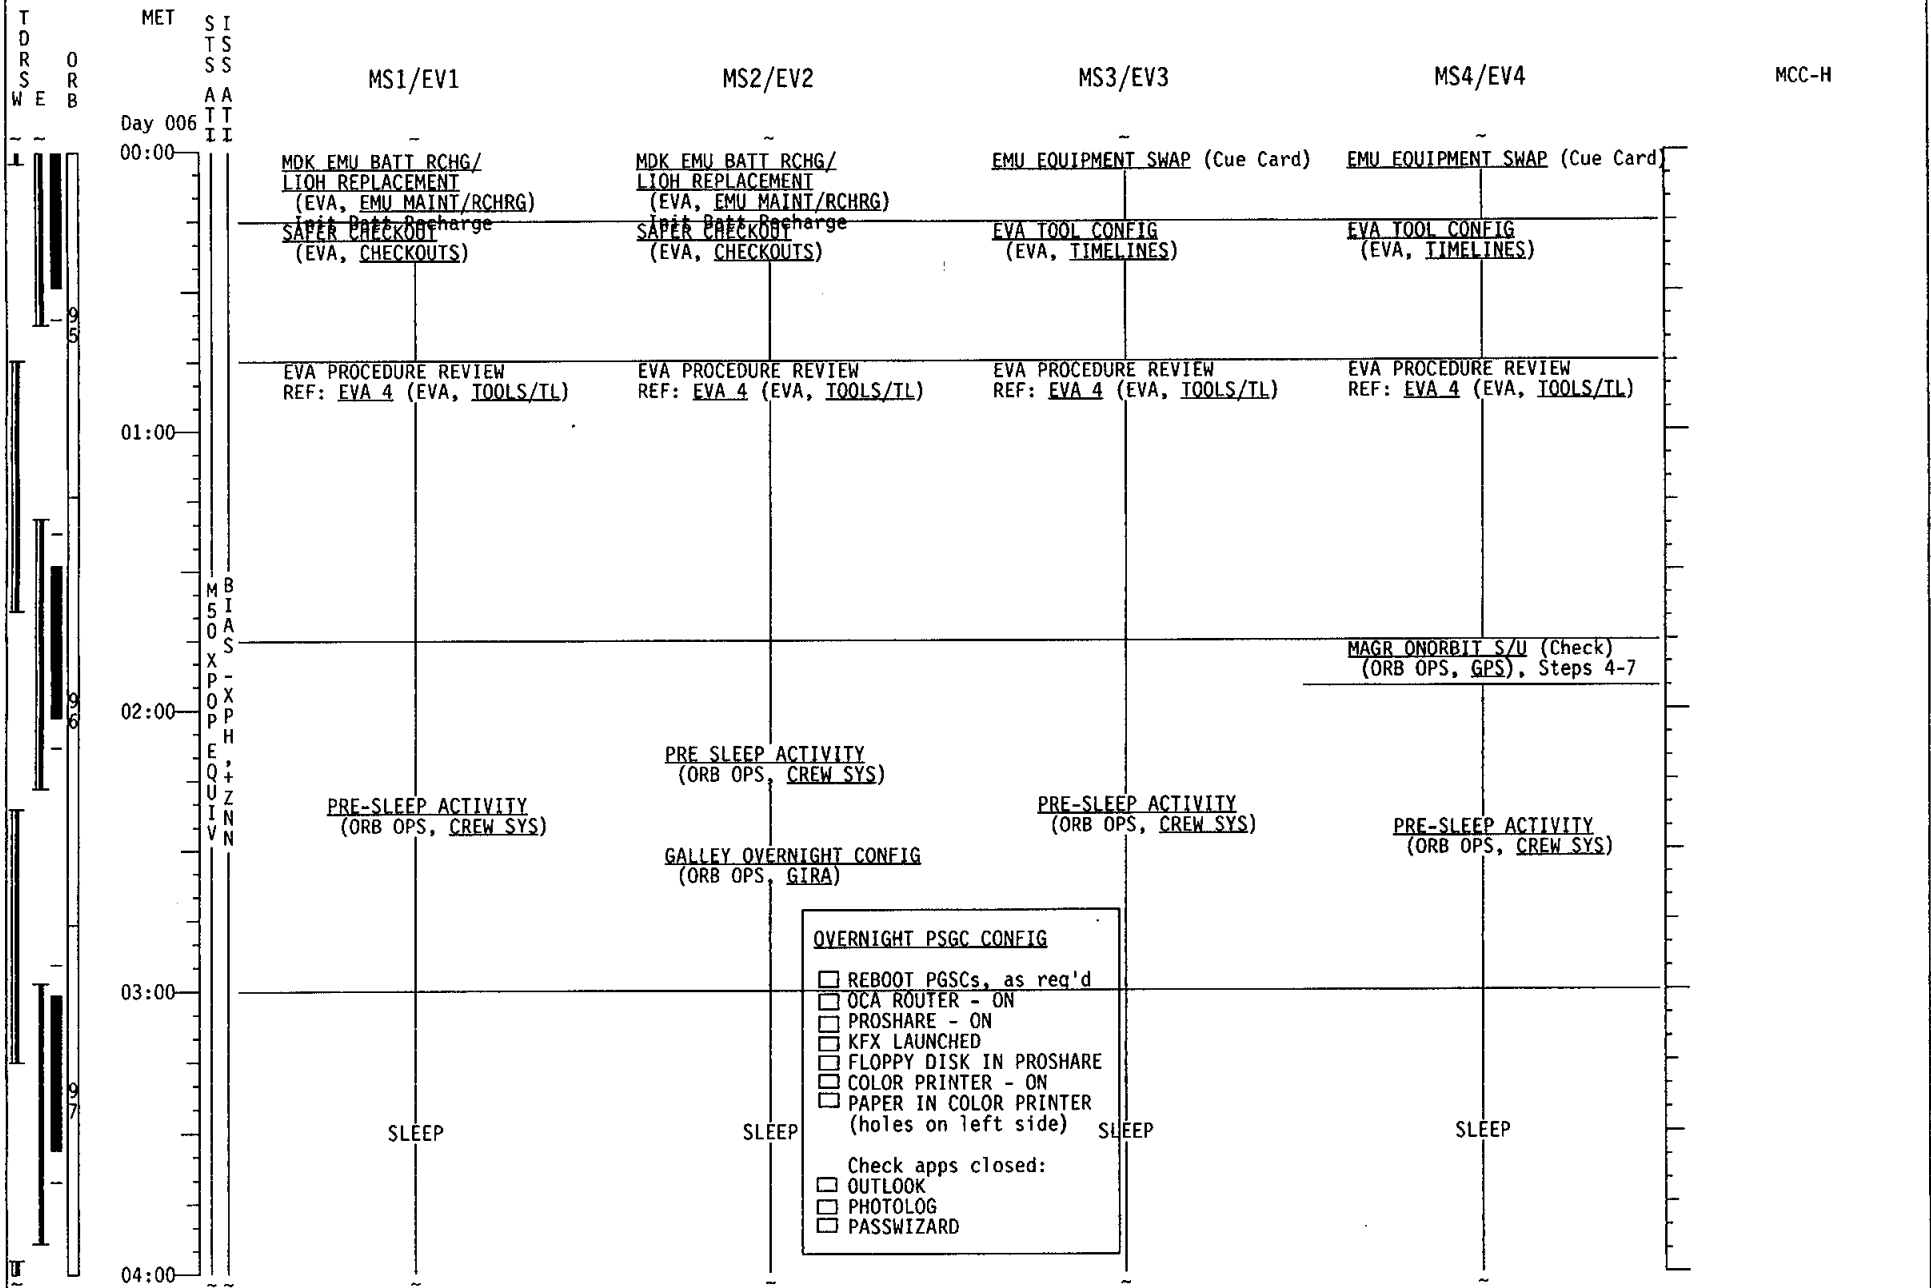 TDRS
W E
ORB
MET
STS ATT
ISS ATT
MS1/EV1
MS2/EV2
MS3/EV3
MS4/EV4
MCC-H
Day 006
00:00
01:00
02:00
03:00
04:00
95
96
97
M50 XPOP EQUIV
BIAS -XPH,+ZNN
MDK EMU BATT RCHG/
LIOH REPLACEMENT
(EVA, EMU MAINT/RCHRG)
Init Batt Recharge
SAFER CHECKOUT
(EVA, CHECKOUTS)
EVA PROCEDURE REVIEW
REF: EVA 4 (EVA, TOOLS/TL)
PRE-SLEEP ACTIVITY
(ORB OPS, CREW SYS)
SLEEP
MDK EMU BATT RCHG/
LIOH REPLACEMENT
(EVA, EMU MAINT/RCHRG)
Init Batt Recharge
SAFER CHECKOUT
(EVA, CHECKOUTS)
EVA PROCEDURE REVIEW
REF: EVA 4 (EVA, TOOLS/TL)
PRE SLEEP ACTIVITY
(ORB OPS, CREW SYS)
GALLEY OVERNIGHT CONFIG
(ORB OPS, GIRA)
SLEEP
OVERNIGHT PSGC CONFIG
REBOOT PGSCs, as req'd
OCA ROUTER - ON
PROSHARE - ON
KFX LAUNCHED
FLOPPY DISK IN PROSHARE
COLOR PRINTER - ON
PAPER IN COLOR PRINTER
(holes on left side)
Check apps closed:
OUTLOOK
PHOTOLOG
PASSWIZARD
EMU EQUIPMENT SWAP (Cue Card)
EVA TOOL CONFIG
(EVA, TIMELINES)
EVA PROCEDURE REVIEW
REF: EVA 4 (EVA, TOOLS/TL)
PRE-SLEEP ACTIVITY
(ORB OPS, CREW SYS)
SLEEP
EMU EQUIPMENT SWAP (Cue Card)
EVA TOOL CONFIG
(EVA, TIMELINES)
EVA PROCEDURE REVIEW
REF: EVA 4 (EVA, TOOLS/TL)
MAGR ONORBIT S/U (Check)
(ORB OPS, GPS), Steps 4-7
PRE-SLEEP ACTIVITY
(ORB OPS, CREW SYS)
SLEEP